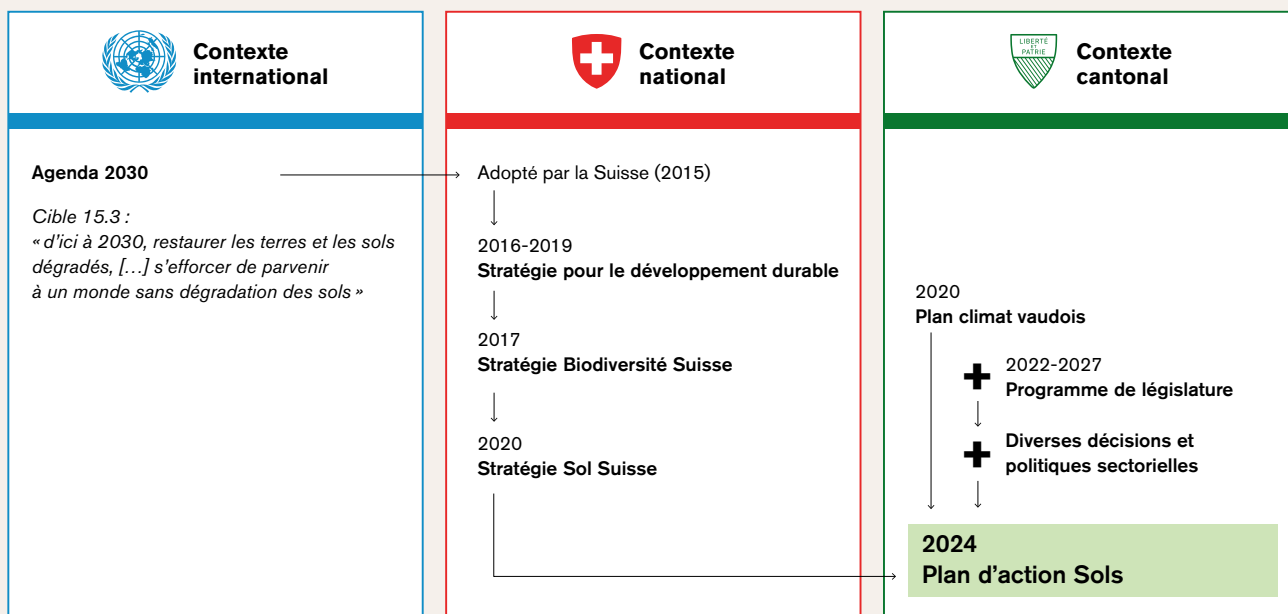 Contexte
international
Agenda 2030
Cible 15.3 :
« d'ici à 2030, restaurer les terres et les sols
dégradés, [...] s'efforcer de parvenir
à un monde sans dégradation des sols »
Contexte
national
Adopté par la Suisse (2015)
2016-2019
Stratégie pour le développement durable
2017
Stratégie Biodiversité Suisse
2020
Stratégie Sol Suisse
LIBERTÉ
ET
PATRIE
Contexte
cantonal
2020
Plan climat vaudois
2022-2027
Programme de législature
Diverses décisions et
politiques sectorielles
2024
Plan d'action Sols